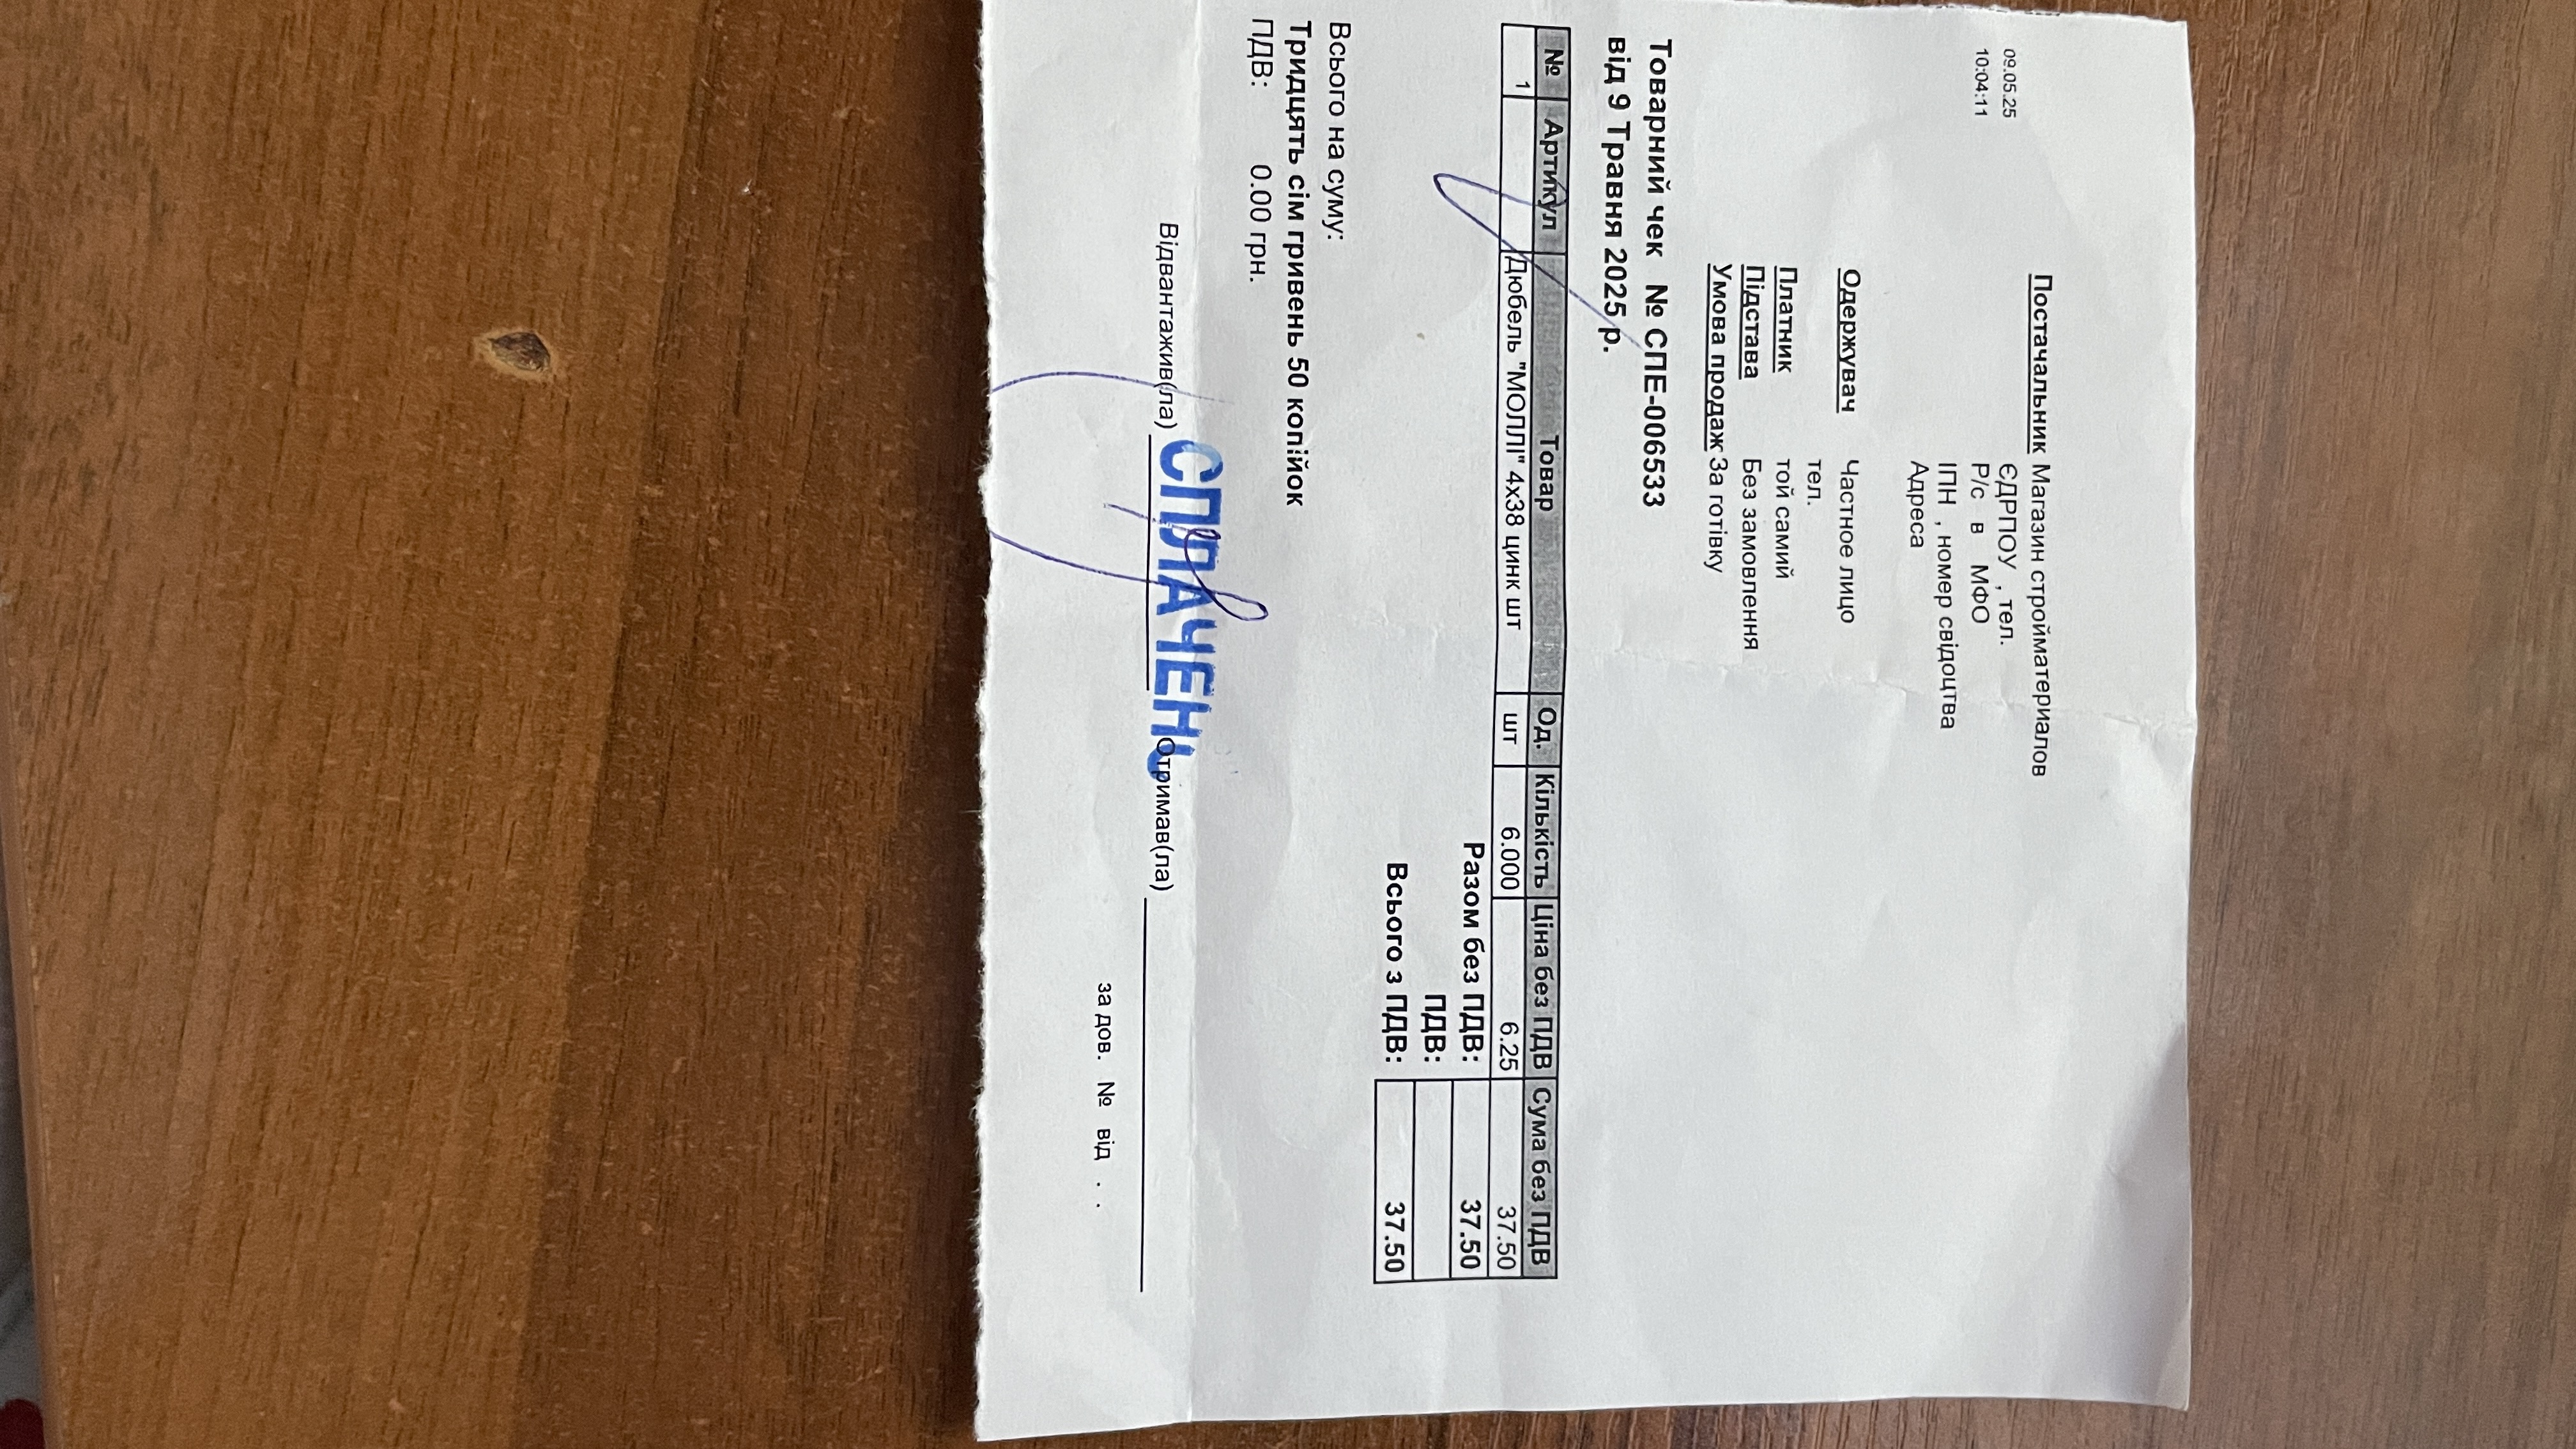 Постачальник Магазин стройматериалов
09.05.25 ЄДРПОУ , тел.
10:04:11 Р/с в МФО
ІПН , номер свідоцтва
Адреса
Одержувач Частное лицо
тел.
Платник той самий
Підстава Без замовлення
Умова продаж За готівку
Товарний чек № СПЕ-006533
від 9 Травня 2025 р.
№ Артикул Товар Од. Кількість Ціна без ПДВ Сума без ПДВ
1 Дюбель "МОЛЛІ" 4х38 цинк шт шт 6.000 6.25 37.50
Разом без ПДВ: 37.50
ПДВ:
Всього з ПДВ: 37.50
Всього на суму:
Тридцять сім гривень 50 копійок
ПДВ: 0.00 грн.
Відвантажив(ла) СПЛАЧЕНО Отримав(ла)
за дов. № від . .